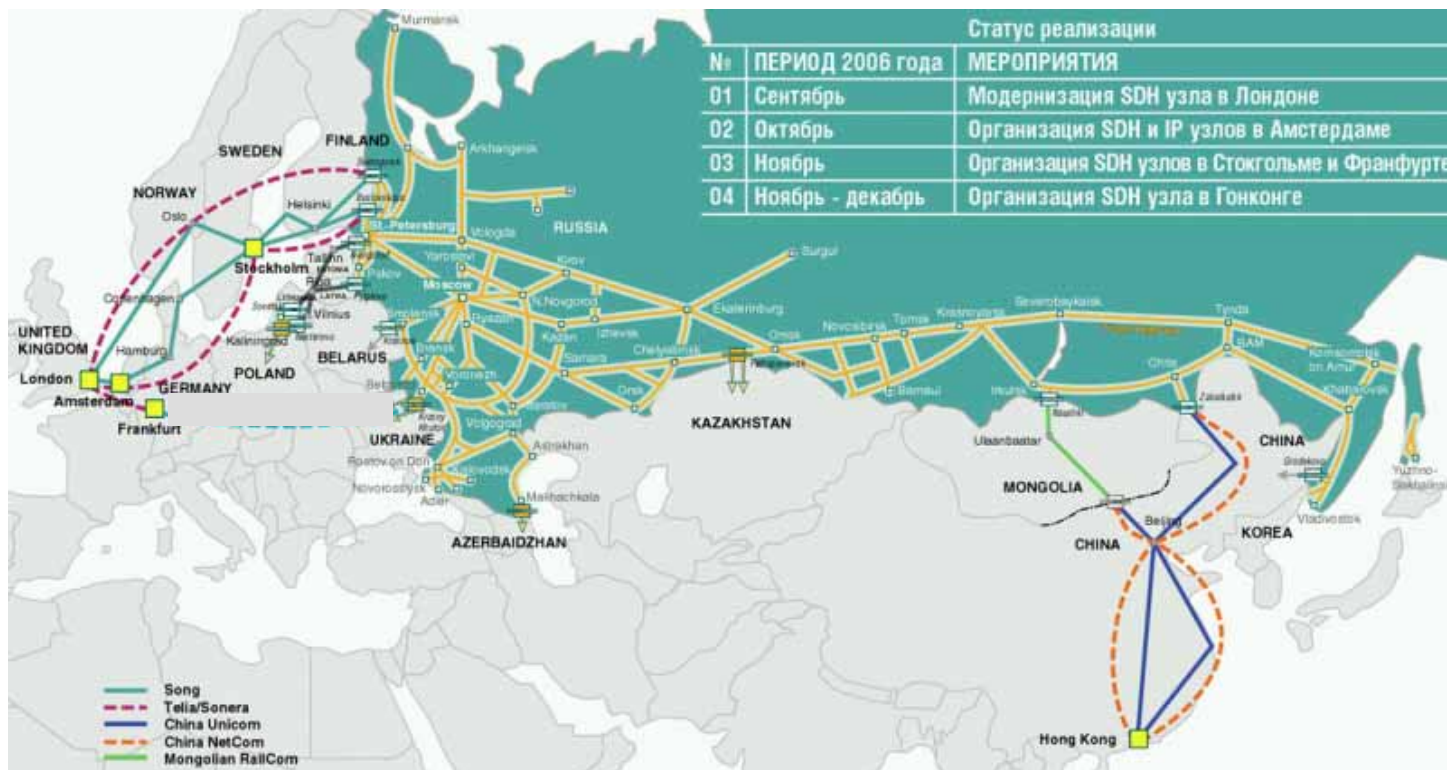 Статус реализации
№ ПЕРИОД 2006 года МЕРОПРИЯТИЯ
01 Сентябрь Модернизация SDH узла в Лондоне
02 Октябрь Организация SDH и IP узлов в Амстердаме
03 Ноябрь Организация SDH узлов в Стокгольме и Франфурте
04 Ноябрь - декабрь Организация SDH узла в Гонконге
Murmansk
FINLAND
Arkhangelsk
SWEDEN
NORWAY
Helsinki
Oslo
St. Petersburg
RUSSIA
Vologda
Surgut
Tallin
Stockholm
Yaroslavl
Kirov
Pskov
Riga
LATVIA
Moscow
Copenhagen
N.Novgorod
Ekaterinburg
Severobaykalsk
Tynda
Vilnius
Smolensk
Ryazan
Kazan
Izhevsk
Omsk
Novosibirsk
Tomsk
Krasnoyarsk
UNITED
KINGDOM
Kaliningrad
BELARUS
Briansk
BAM
Hamburg
POLAND
Samara
Chelyabinsk
Chita
Komsomolsk
on Amur
London
GERMANY
Voronezh
Orsk
Barnaul
Irkutsk
Khabarovsk
Amsterdam
Zabaikalsk
Frankfurt
UKRAINE
Volgograd
KAZAKHSTAN
Ulaanbaatar
CHINA
Astrakhan
Rostov on Don
Kislovodsk
Yuzhno-
Sakhalinsk
Novorossiysk
Adler
Makhachkala
MONGOLIA
Vladivostok
AZERBAIDZHAN
Beijing
CHINA
KOREA
Song
Telia/Sonera
China Unicom
China NetCom
Mongolian RailCom
Hong Kong